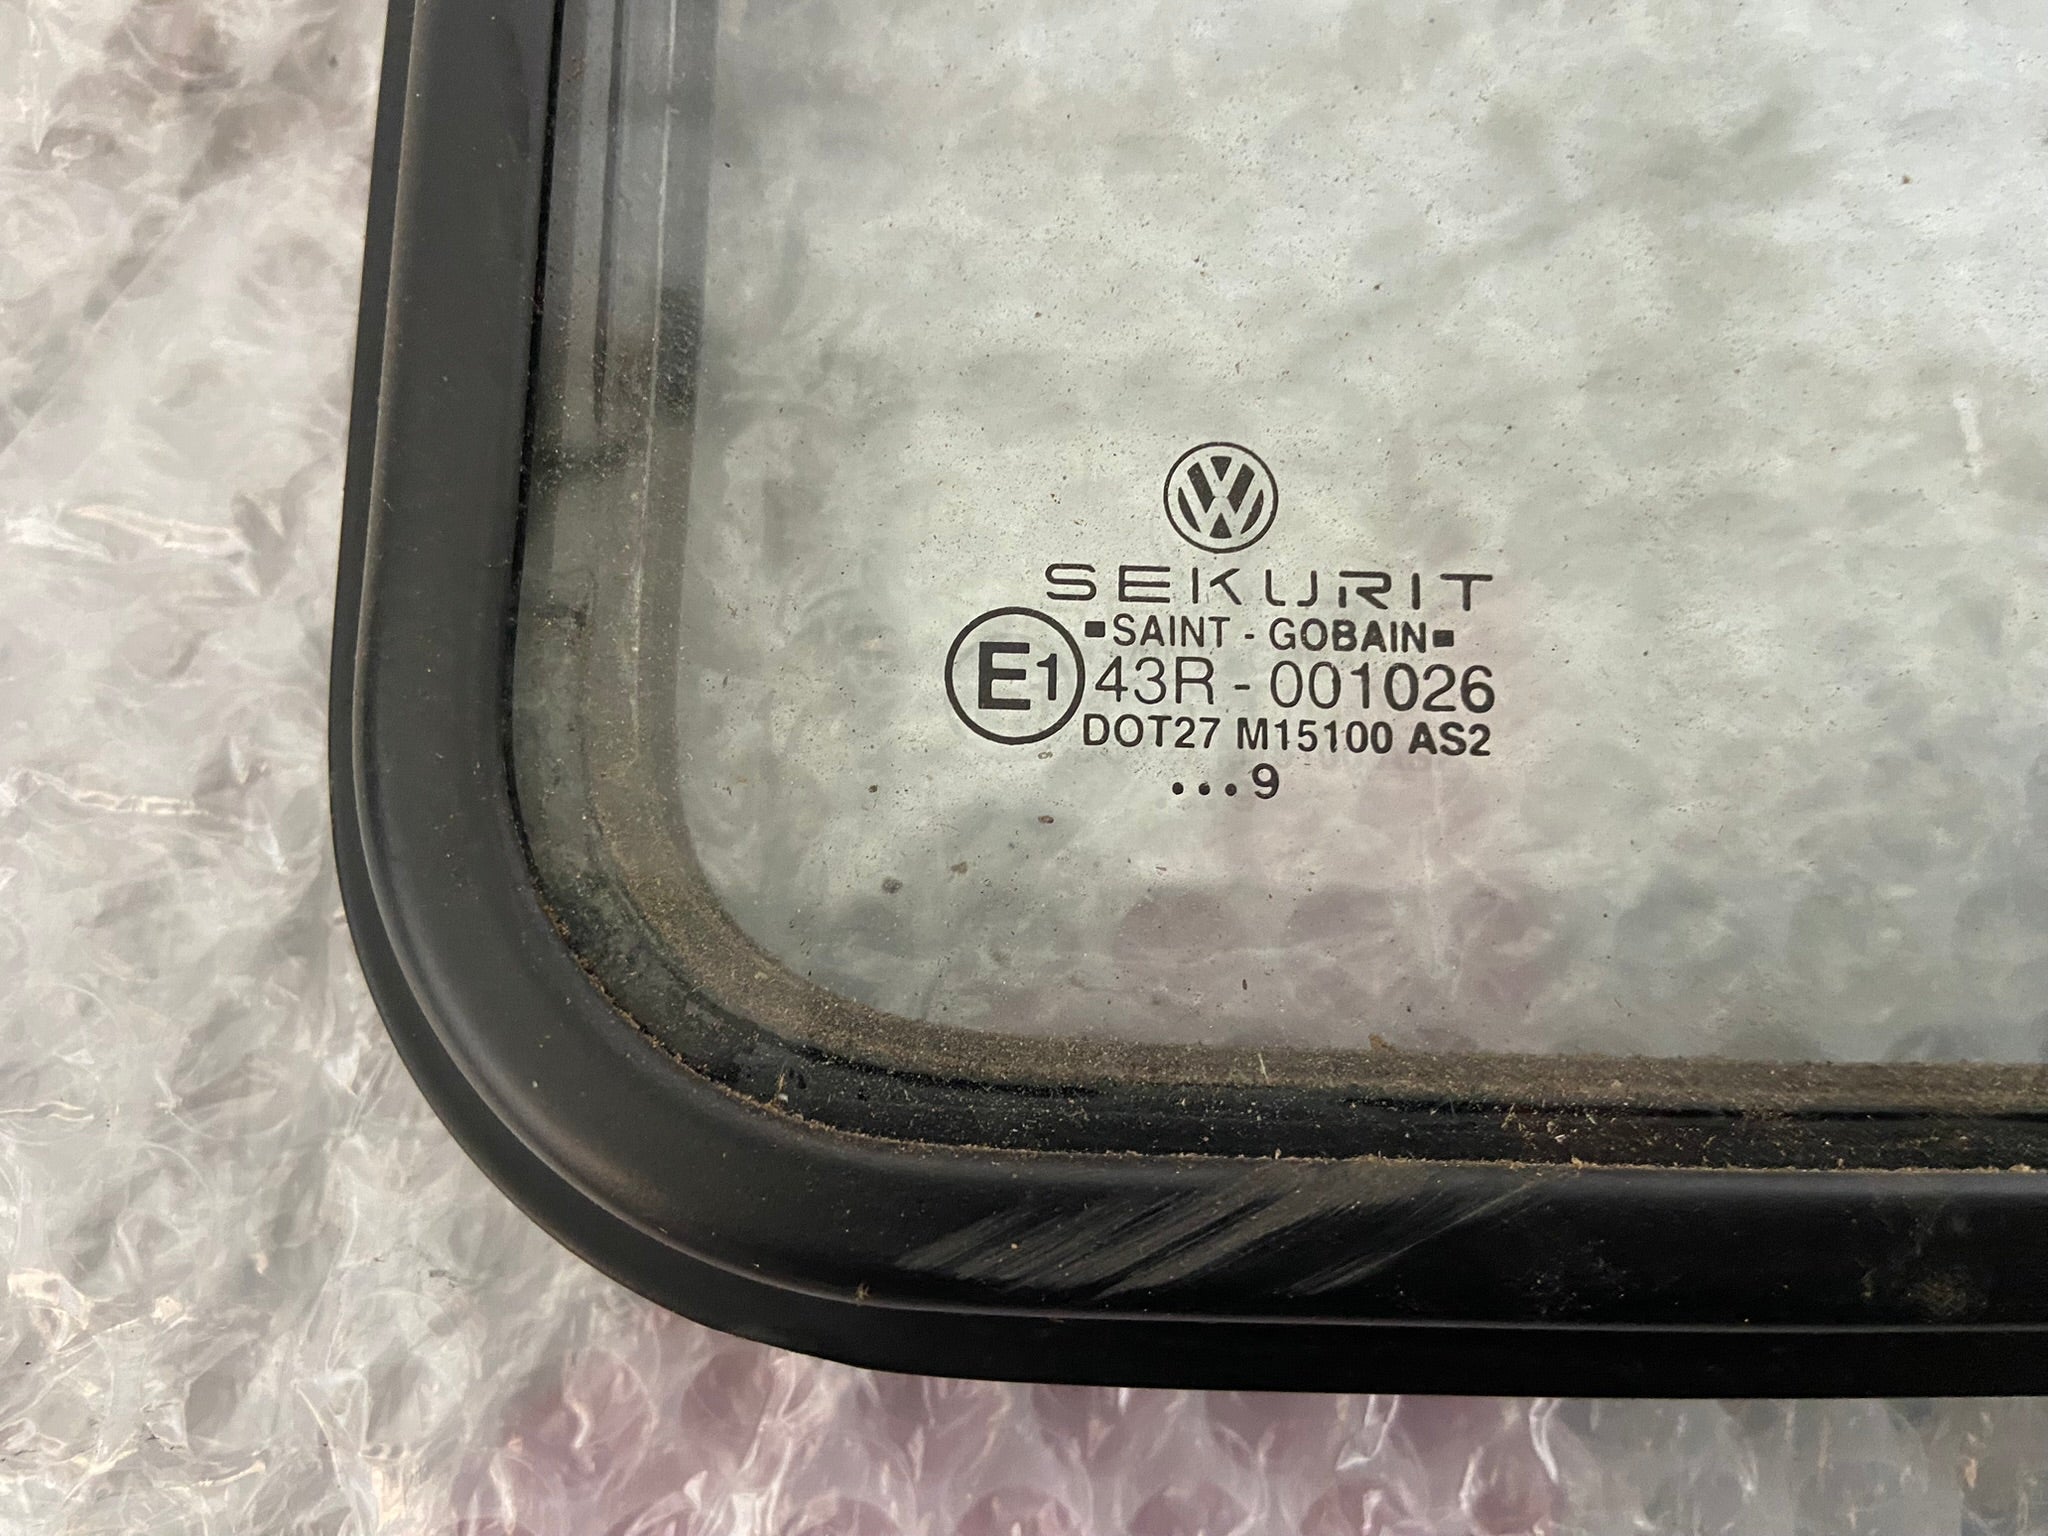 SEKURIT
SAINT - GOBAIN
E1 43R - 001026
DOT27 M15100 AS2
...9